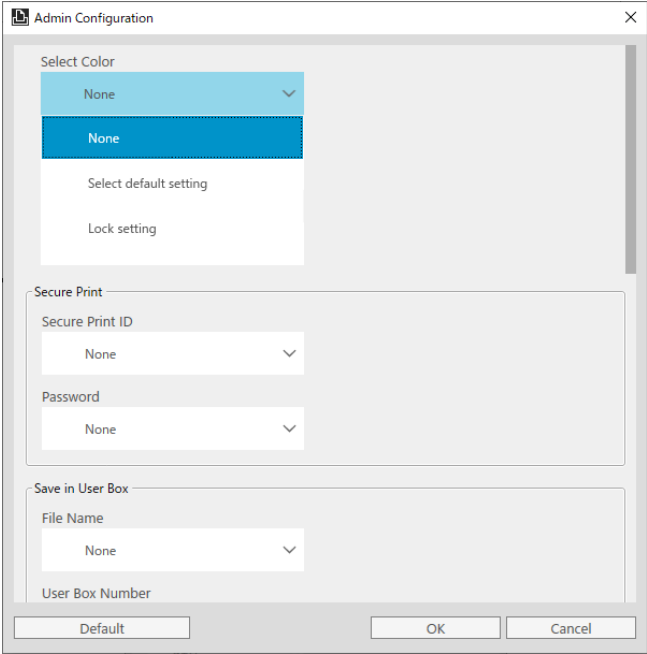 Admin Configuration
Select Color
None
None
Select default setting
Lock setting
Secure Print
Secure Print ID
None
Password
None
Save in User Box
File Name
None
User Box Number
Default
OK
Cancel